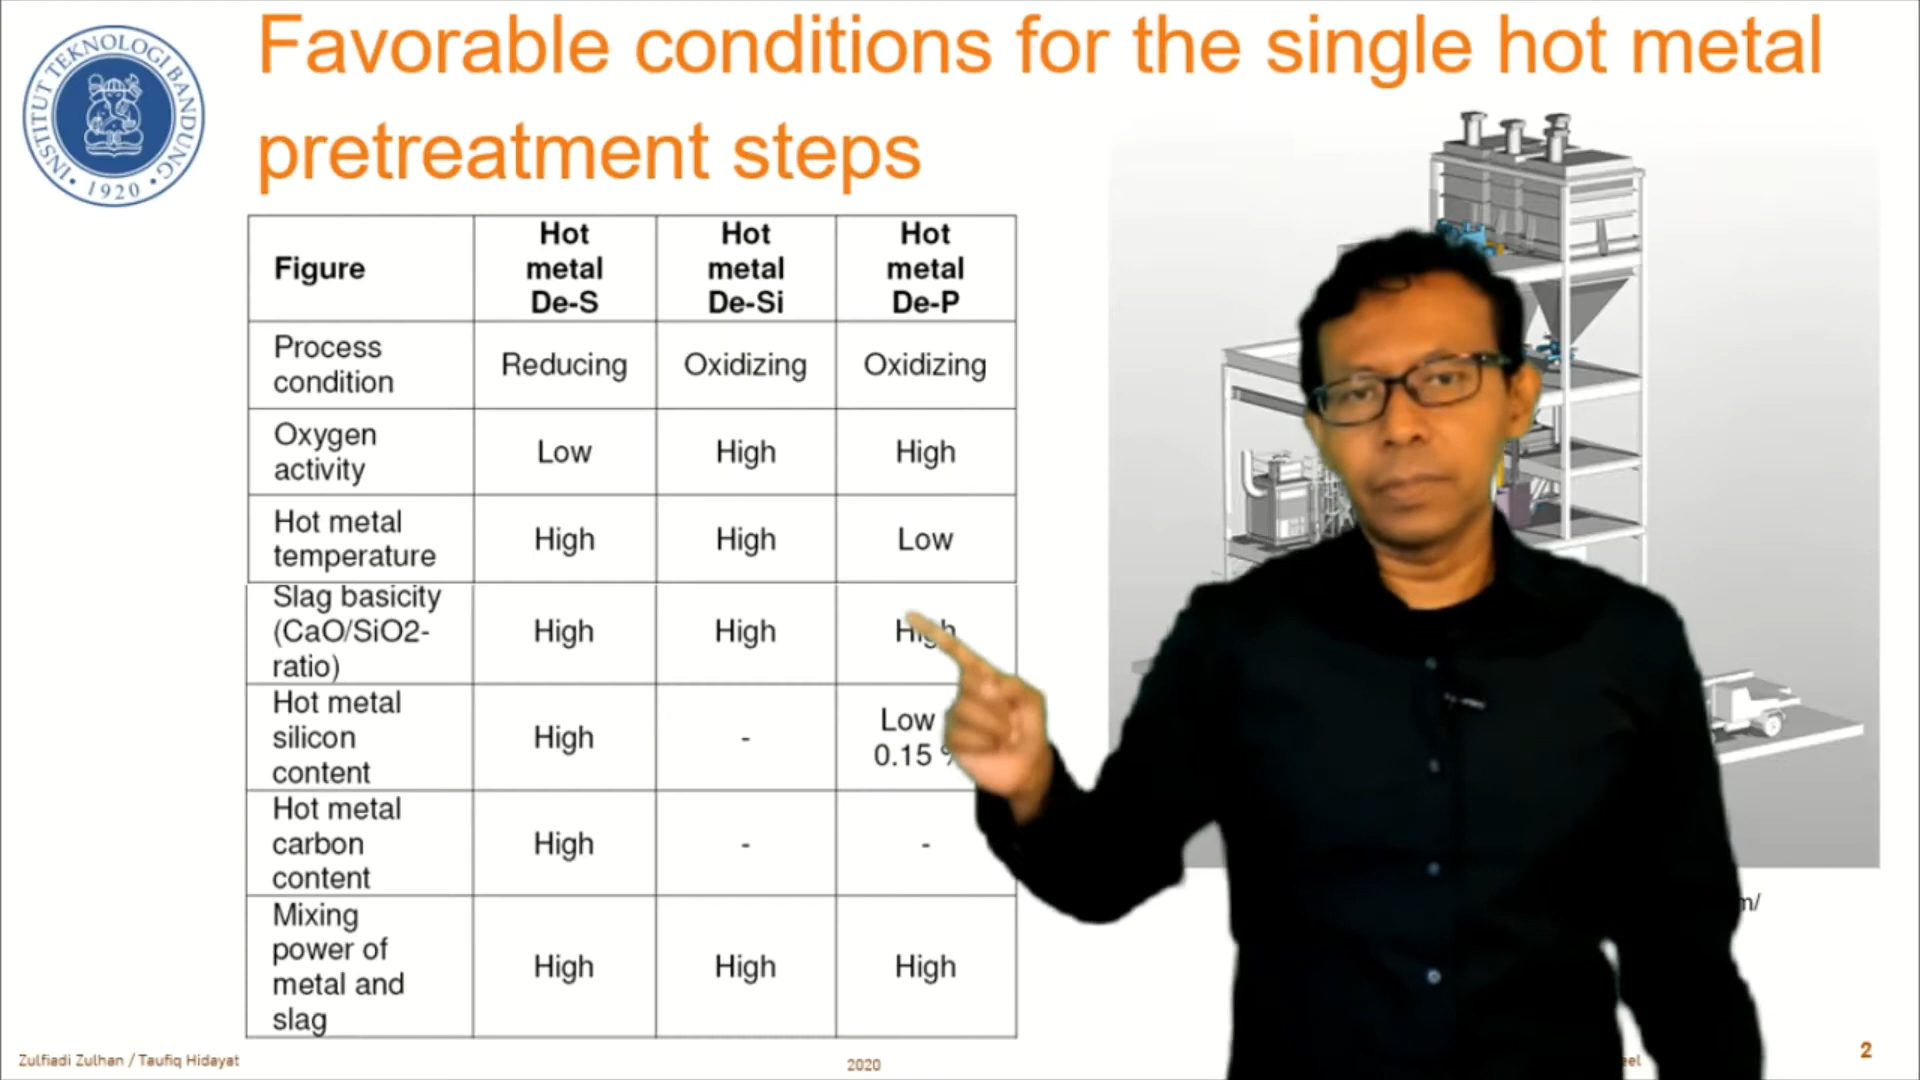 INSTITUT TEKNOLOGI BANDUNG
• 1920 •
Favorable conditions for the single hot metal
pretreatment steps
Figure
Hot
metal
De-S
Hot
metal
De-Si
Hot
metal
De-P
Process
condition
Reducing
Oxidizing
Oxidizing
Oxygen
activity
Low
High
High
Hot metal
temperature
High
High
Low
Slag basicity
(CaO/SiO2-
ratio)
High
High
High
Hot metal
silicon
content
High
-
Low
0.15 %
Hot metal
carbon
content
High
-
-
Mixing
power of
metal and
slag
High
High
High
m/
Zulfiadi Zulhan / Taufiq Hidayat
2020
2